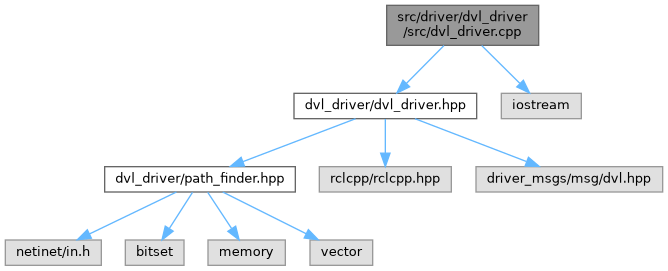 src/driver/dvl_driver
/src/dvl_driver.cpp
dvl_driver/dvl_driver.hpp
iostream
dvl_driver/path_finder.hpp
rclcpp/rclcpp.hpp
driver_msgs/msg/dvl.hpp
netinet/in.h
bitset
memory
vector